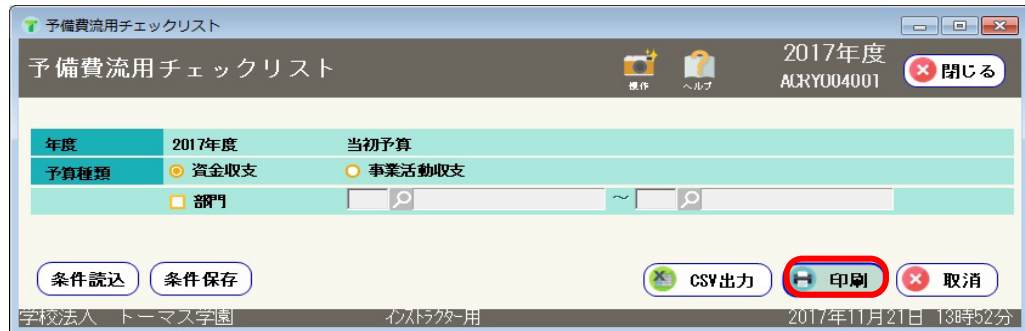 予備費流用チェックリスト
予備費流用チェックリスト 操作 ヘルプ 2017年度 ACRYU04001 閉じる
年度 2017年度 当初予算
予算種類 資金収支 事業活動収支
部門 ～
条件読込 条件保存 CSV出力 印刷 取消
学校法人 トーマス学園 インストラクター用 2017年11月21日 13時52分